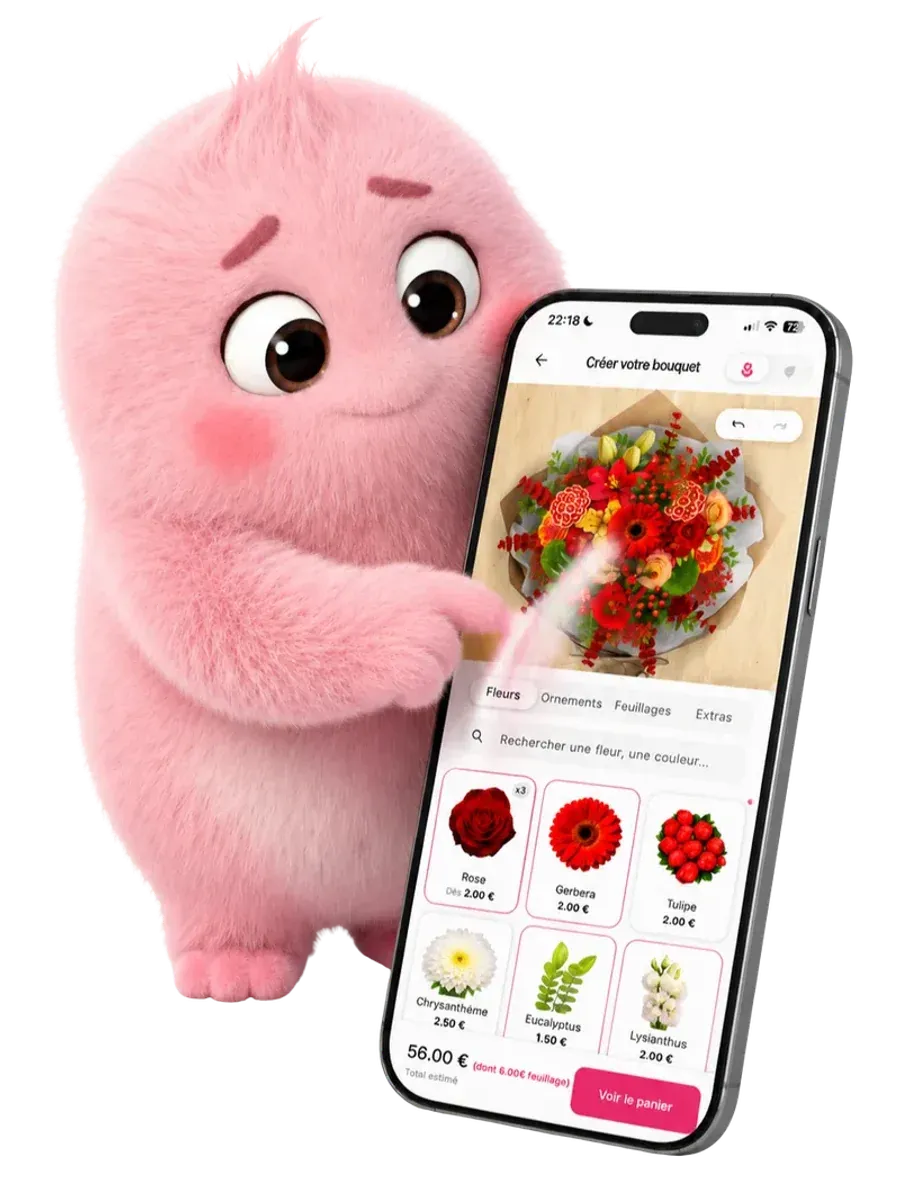 22:18
72
Créer votre bouquet
Fleurs Ornements Feuillages Extras
Rechercher une fleur, une couleur...
x3
Rose
Dès 2.00 €
Gerbera
2.00 €
Tulipe
2.00 €
Chrysanthème
2.50 €
Eucalyptus
1.50 €
Lysianthus
2.00 €
56.00 € (dont 6.00€ feuillage)
Total estimé
Voir le panier